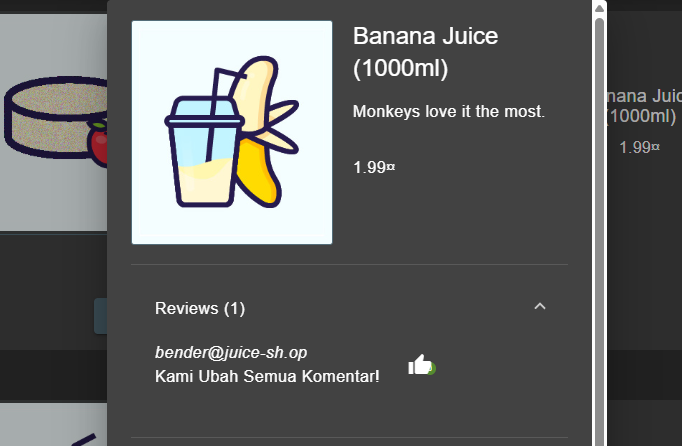 Banana Juice
(1000ml)
Monkeys love it the most.
1.99¤
Reviews (1)
bender@juice-sh.op
Kami Ubah Semua Komentar!
nana Juic
(1000ml)
1.99¤